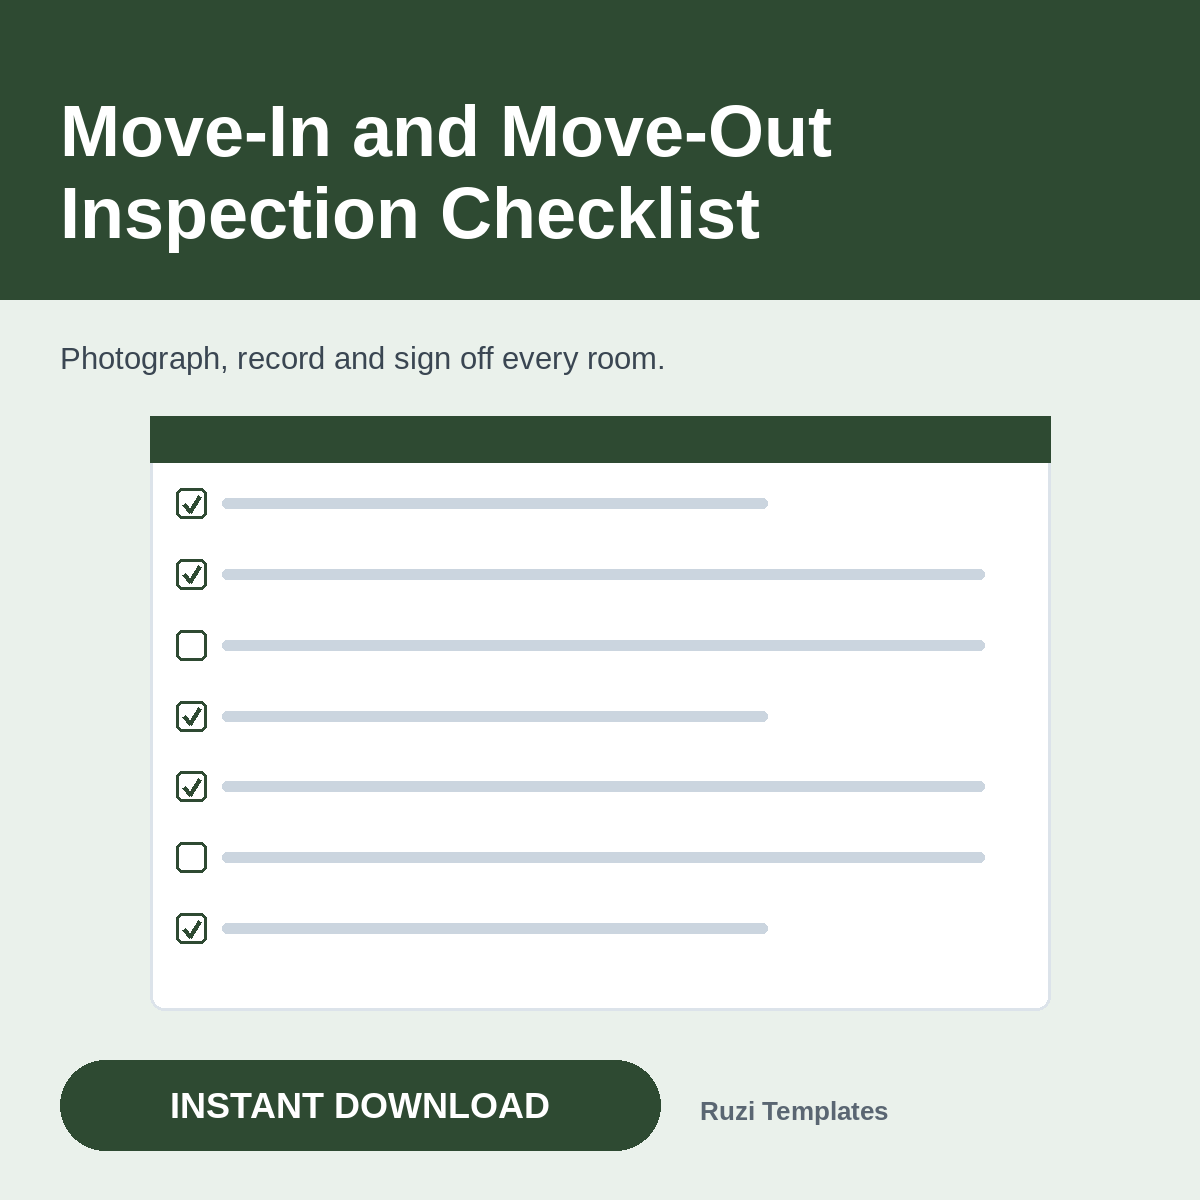 Move-In and Move-Out
Inspection Checklist
Photograph, record and sign off every room.
INSTANT DOWNLOAD
Ruzi Templates